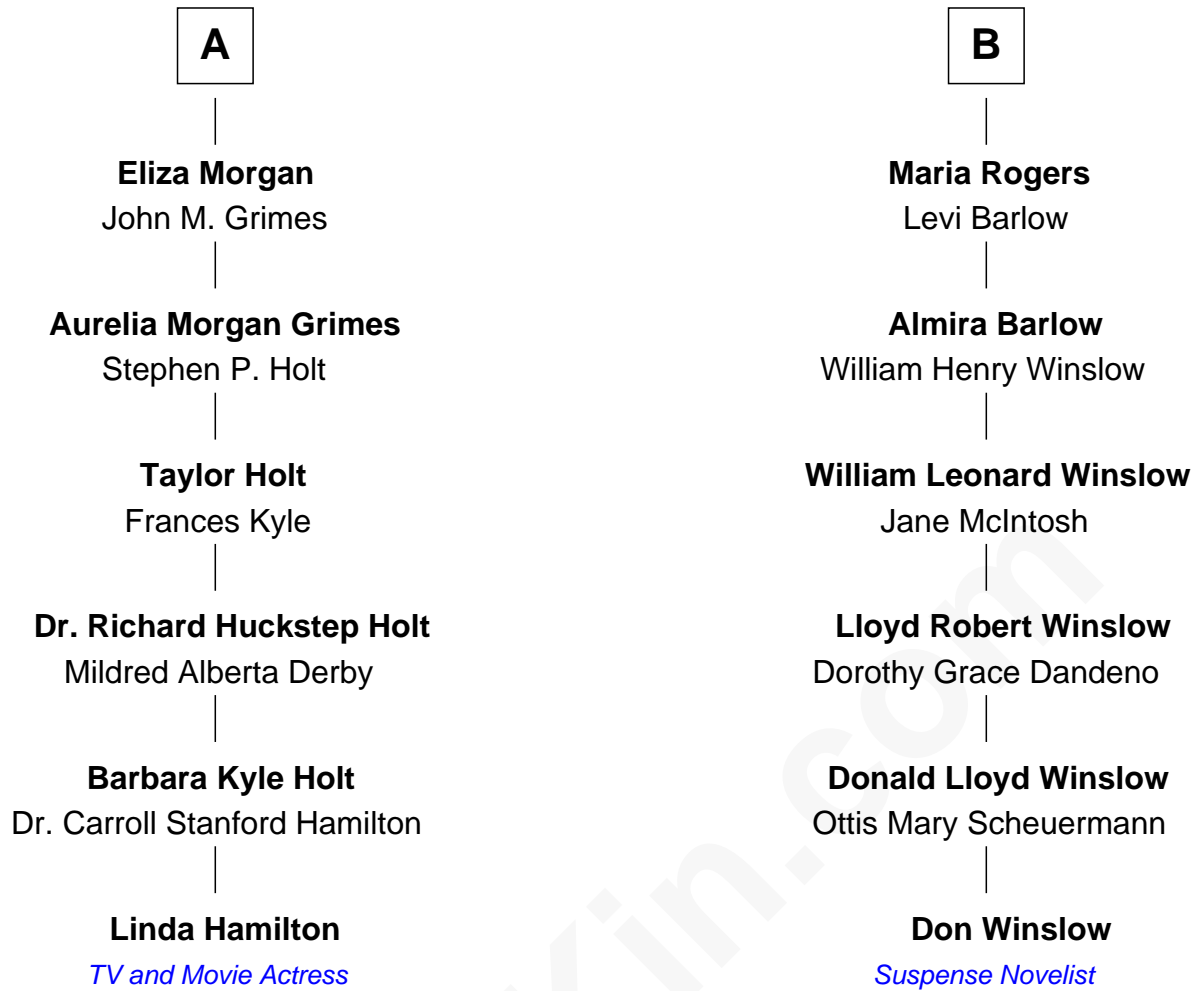 A
Eliza Morgan
John M. Grimes
Aurelia Morgan Grimes
Stephen P. Holt
Taylor Holt
Frances Kyle
Dr. Richard Huckstep Holt
Mildred Alberta Derby
Barbara Kyle Holt
Dr. Carroll Stanford Hamilton
Linda Hamilton
TV and Movie Actress
B
Maria Rogers
Levi Barlow
Almira Barlow
William Henry Winslow
William Leonard Winslow
Jane McIntosh
Lloyd Robert Winslow
Dorothy Grace Dandeno
Donald Lloyd Winslow
Ottis Mary Scheuermann
Don Winslow
Suspense Novelist
Kin.com